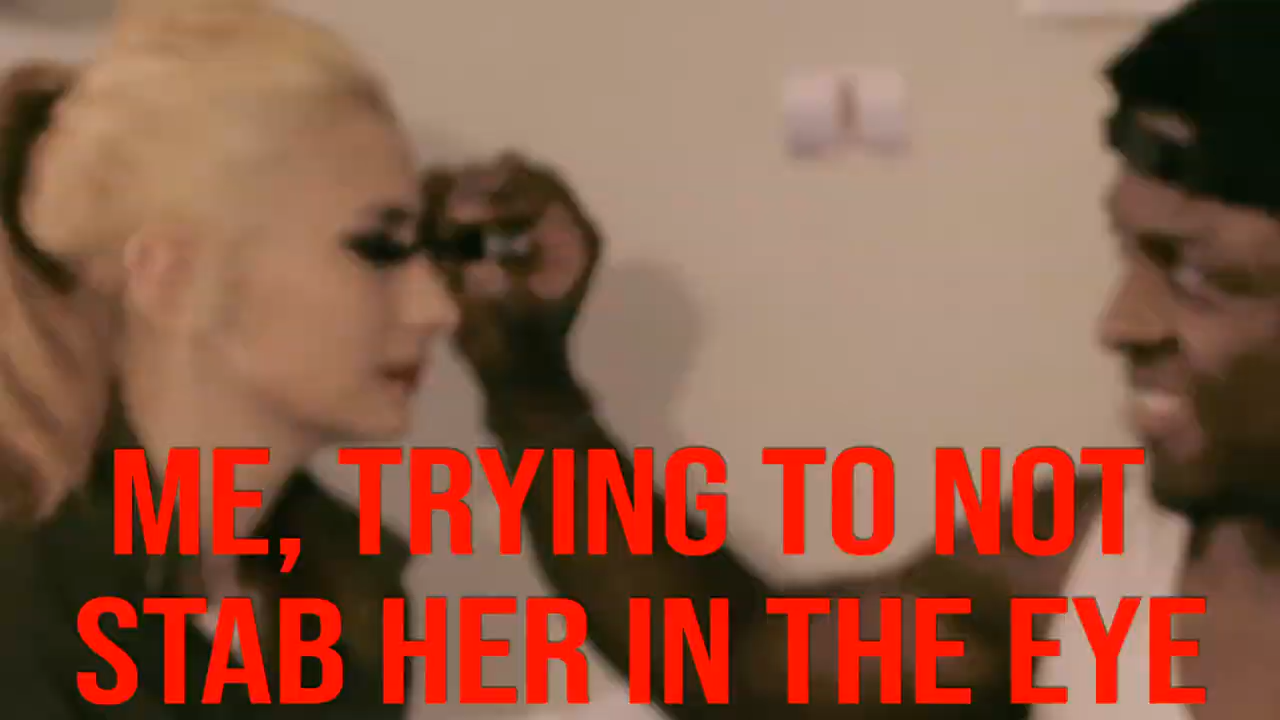 ME, TRYING TO NOT
STAB HER IN THE EYE